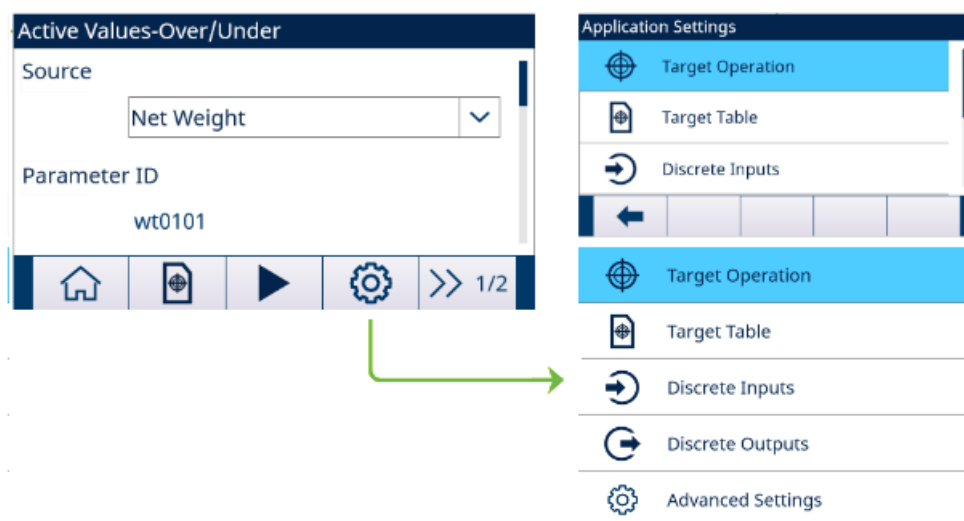 Active Values-Over/Under
Source
Net Weight
Parameter ID
wt0101
1/2
Application Settings
Target Operation
Target Table
Discrete Inputs
Target Operation
Target Table
Discrete Inputs
Discrete Outputs
Advanced Settings